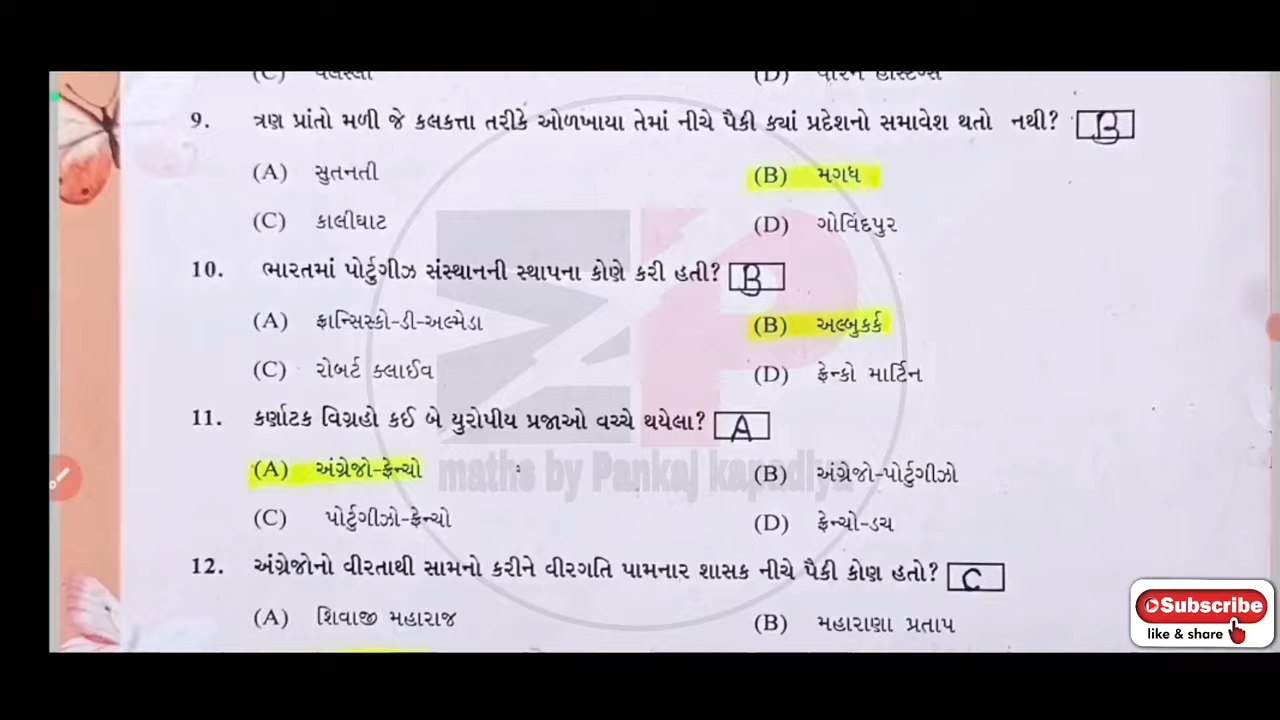 9. ત્રણ પ્રાંતો મળી જે કલકત્તા તરીકે ઓળખાયા તેમાં નીચે પૈકી ક્યાં પ્રદેશનો સમાવેશ થતો નથી? B
(A) સુતનતી (B) મગધ
(C) કાલીઘાટ (D) ગોવિંદપુર
10. ભારતમાં પોર્ટુગીઝ સંસ્થાનની સ્થાપના કોણે કરી હતી? B
(A) ફ્રાન્સિસ્કો-ડી-અલ્મેડા (B) અલ્બુકર્ક
(C) રોબર્ટ ક્લાઈવ (D) ફ્રેન્કો માર્ટિન
11. કર્ણાટક વિગ્રહો કઈ બે યુરોપીય પ્રજાઓ વચ્ચે થયેલા? A
(A) અંગ્રેજો-ફ્રેન્ચો (B) અંગ્રેજો-પોર્ટુગીઝો
maths by Pankaj kapadiya
(C) પોર્ટુગીઝો-ફ્રેન્ચો (D) ફ્રેન્ચો-ડચ
12. અંગ્રેજોનો વીરતાથી સામનો કરીને વીરગતિ પામનાર શાસક નીચે પૈકી કોણ હતો? C
(A) શિવાજી મહારાજ (B) મહારાણા પ્રતાપ
Subscribe
like & share